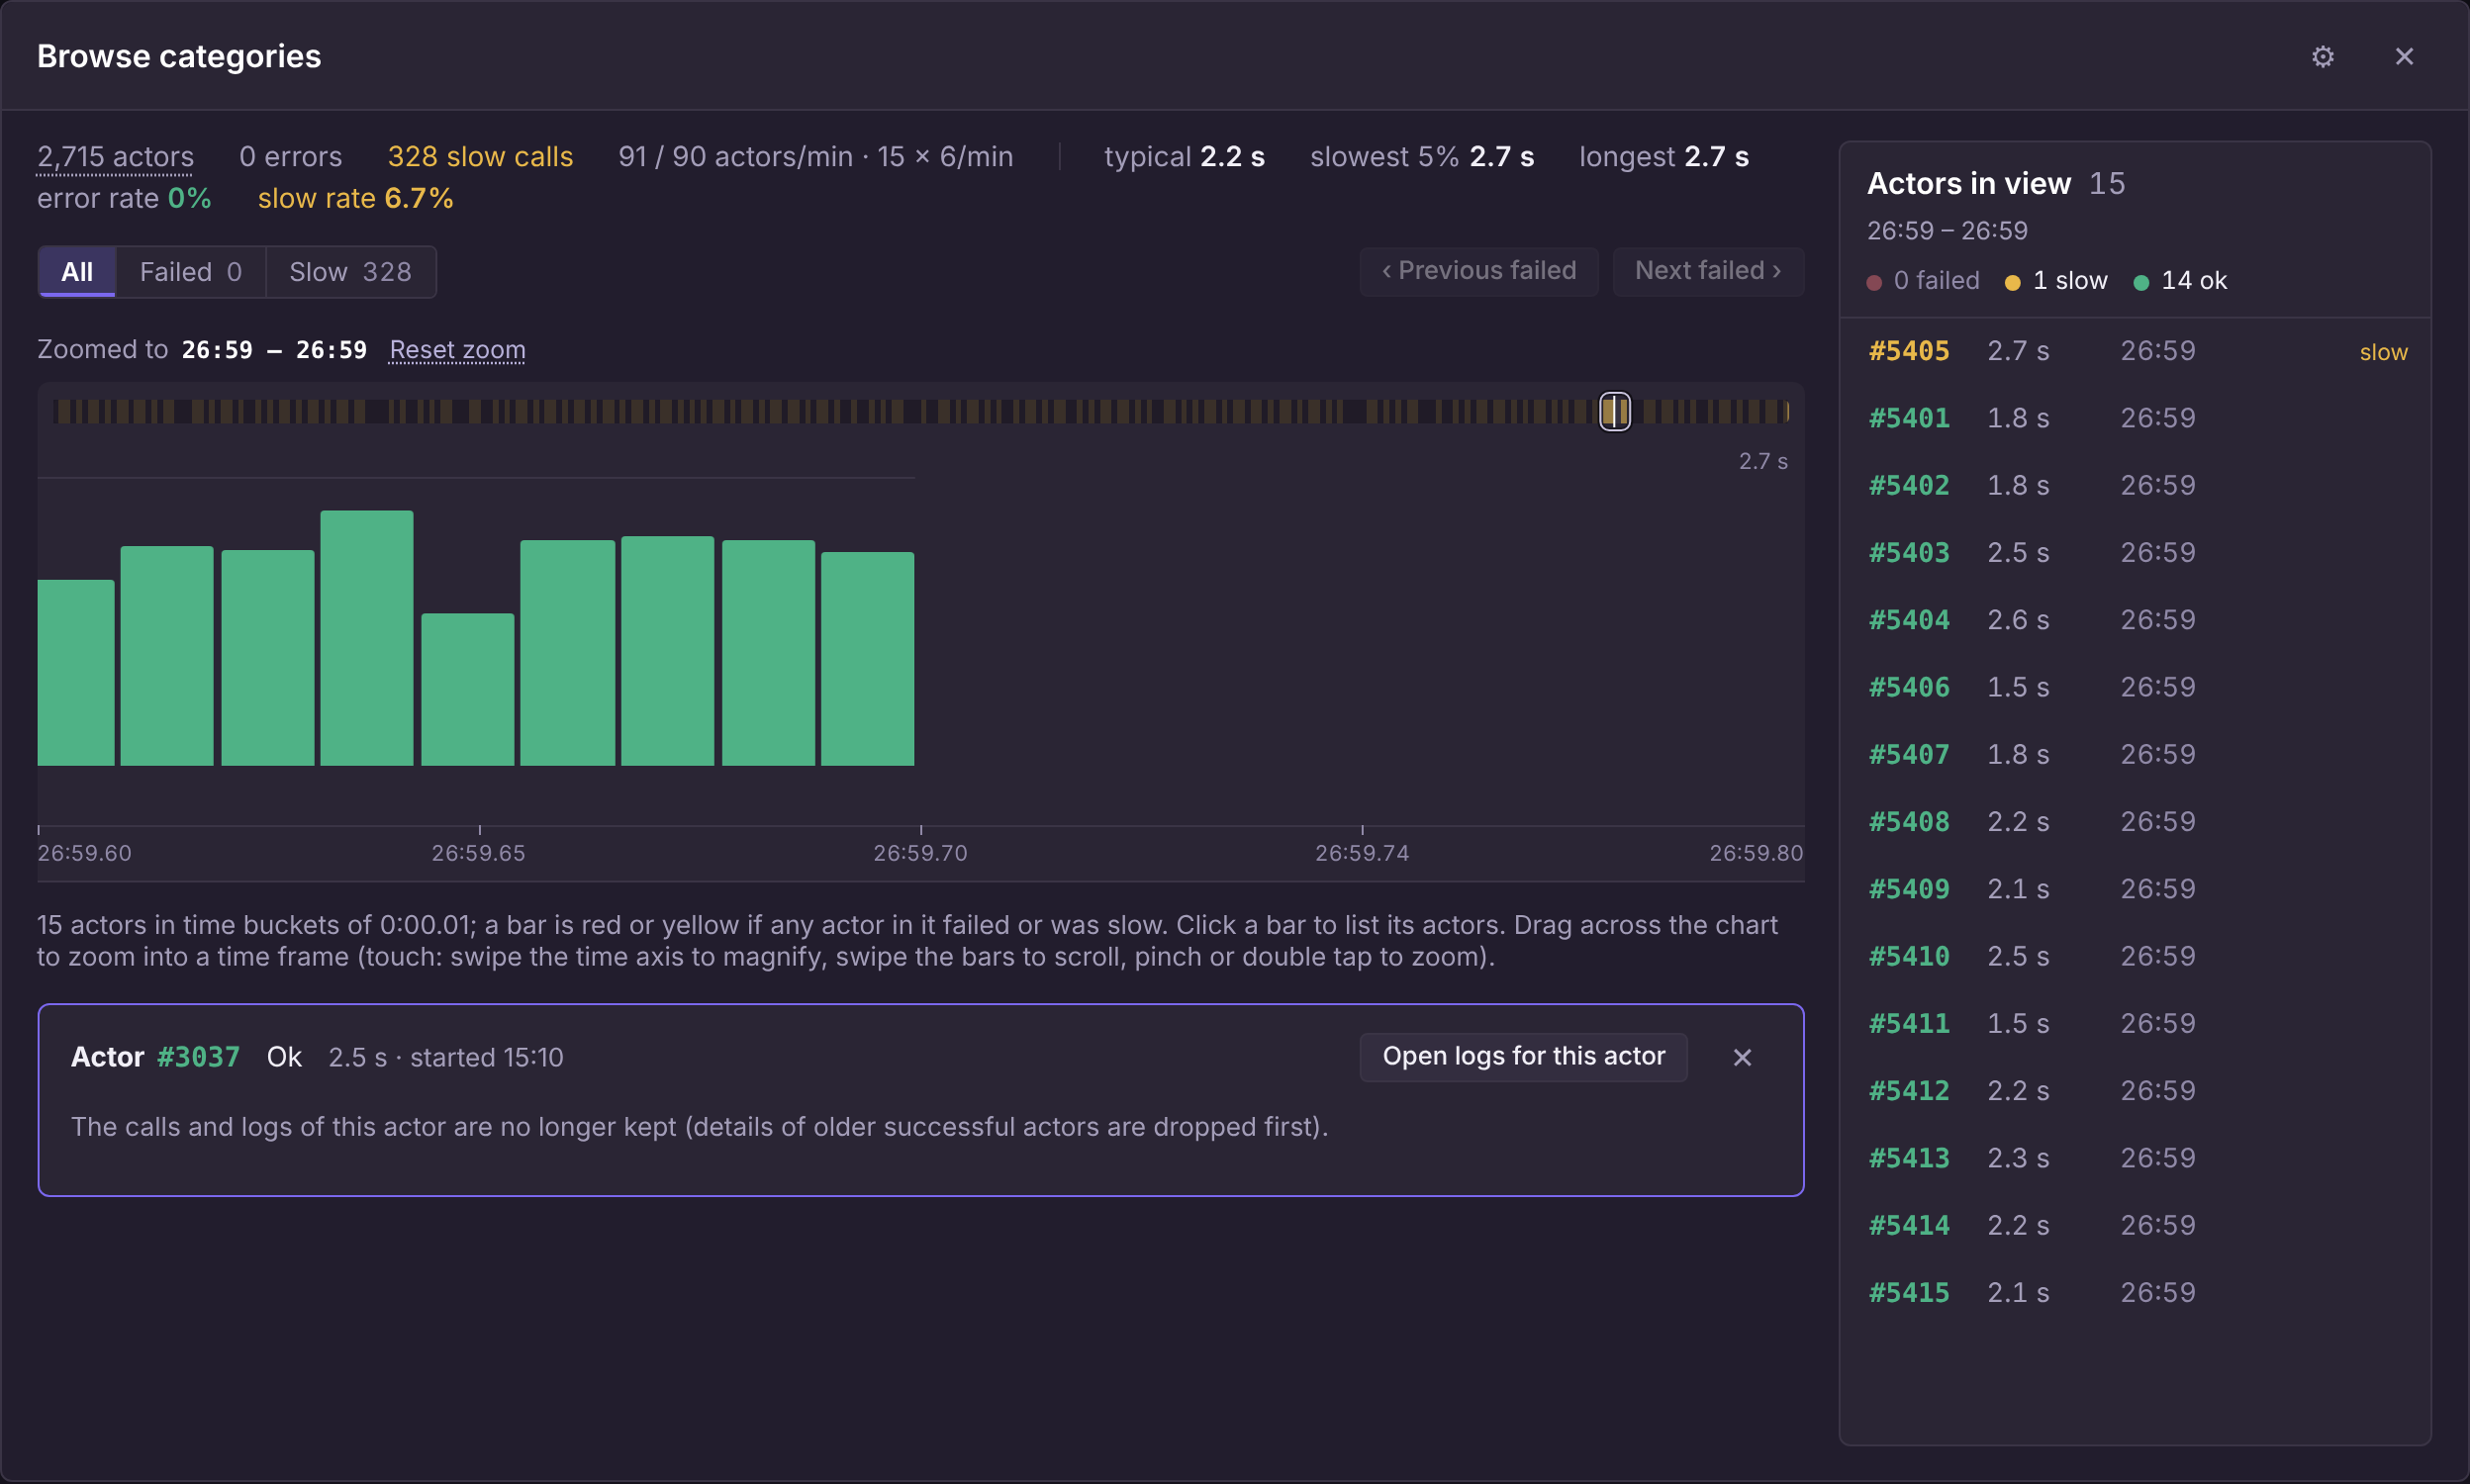 Browse categories
2,715 actors 0 errors 328 slow calls 91 / 90 actors/min · 15 × 6/min typical 2.2 s slowest 5% 2.7 s longest 2.7 s
error rate 0% slow rate 6.7%
All Failed 0 Slow 328 ‹ Previous failed Next failed ›
Zoomed to 26:59 – 26:59 Reset zoom
2.7 s
26:59.60 26:59.65 26:59.70 26:59.74 26:59.80
15 actors in time buckets of 0:00.01; a bar is red or yellow if any actor in it failed or was slow. Click a bar to list its actors. Drag across the chart
to zoom into a time frame (touch: swipe the time axis to magnify, swipe the bars to scroll, pinch or double tap to zoom).
Actor #3037 Ok 2.5 s · started 15:10 Open logs for this actor
The calls and logs of this actor are no longer kept (details of older successful actors are dropped first).
Actors in view 15
26:59 – 26:59
0 failed 1 slow 14 ok
#5405 2.7 s 26:59 slow
#5401 1.8 s 26:59
#5402 1.8 s 26:59
#5403 2.5 s 26:59
#5404 2.6 s 26:59
#5406 1.5 s 26:59
#5407 1.8 s 26:59
#5408 2.2 s 26:59
#5409 2.1 s 26:59
#5410 2.5 s 26:59
#5411 1.5 s 26:59
#5412 2.2 s 26:59
#5413 2.3 s 26:59
#5414 2.2 s 26:59
#5415 2.1 s 26:59